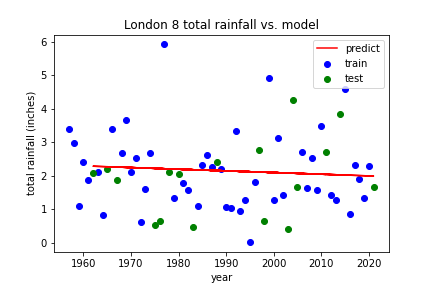 London 8 total rainfall vs. model
predict
train
test
total rainfall (inches)
6
5
4
3
2
1
0
1960 1970 1980 1990 2000 2010 2020
year